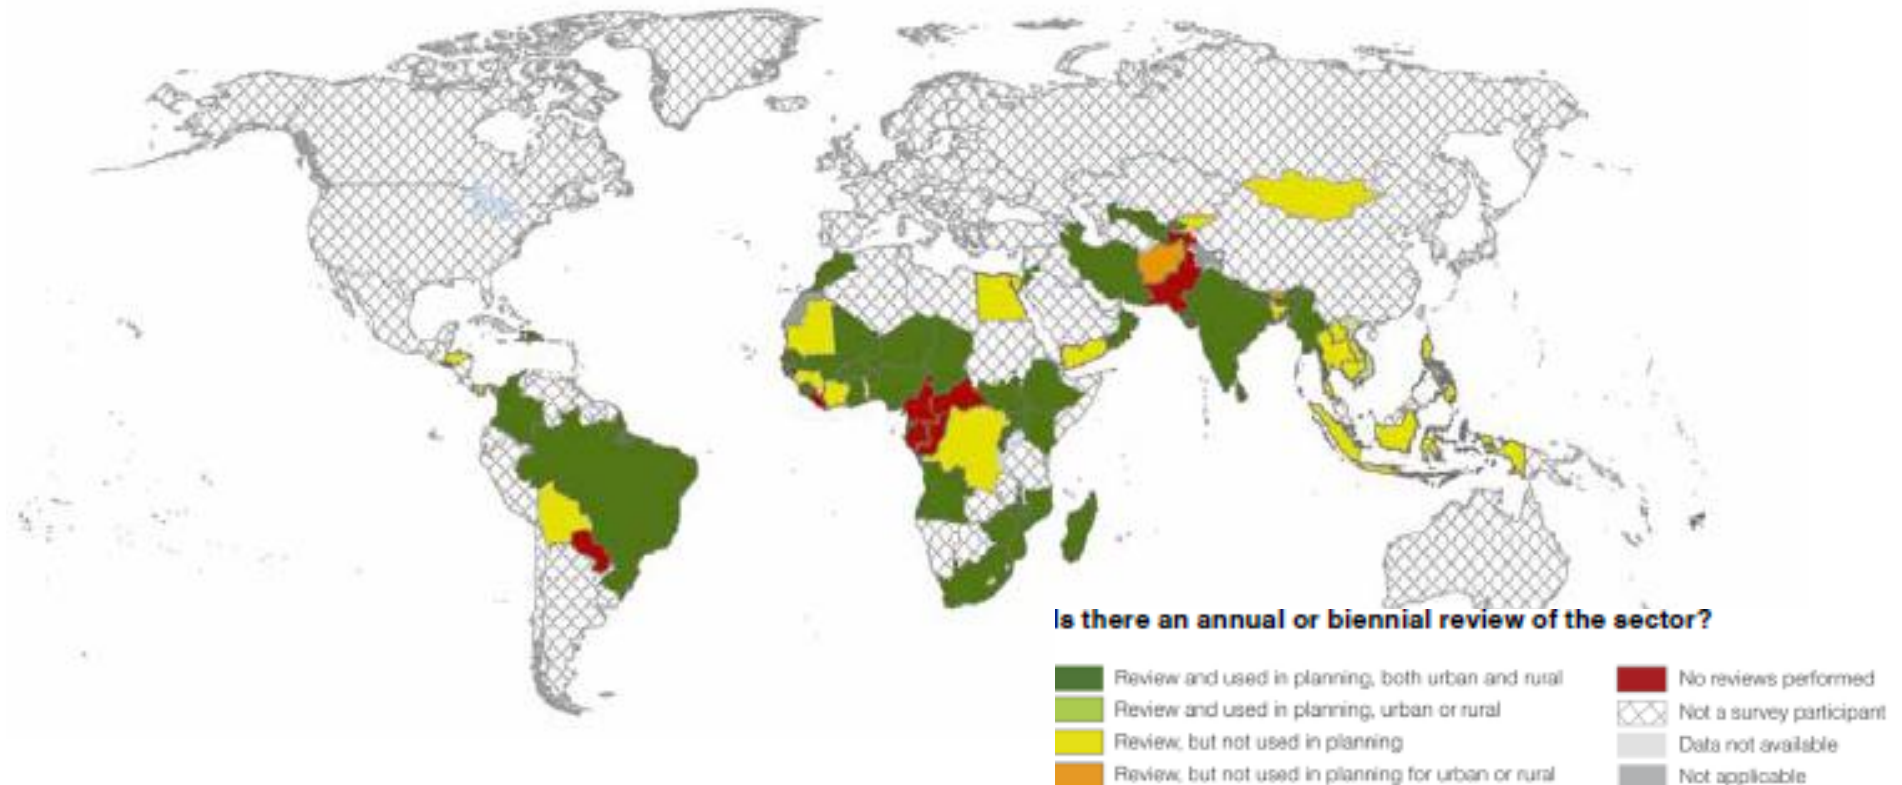 Is there an annual or biennial review of the sector?
Review and used in planning, both urban and rural
Review and used in planning, urban or rural
Review, but not used in planning
Review, but not used in planning for urban or rural
No reviews performed
Not a survey participant
Data not available
Not applicable